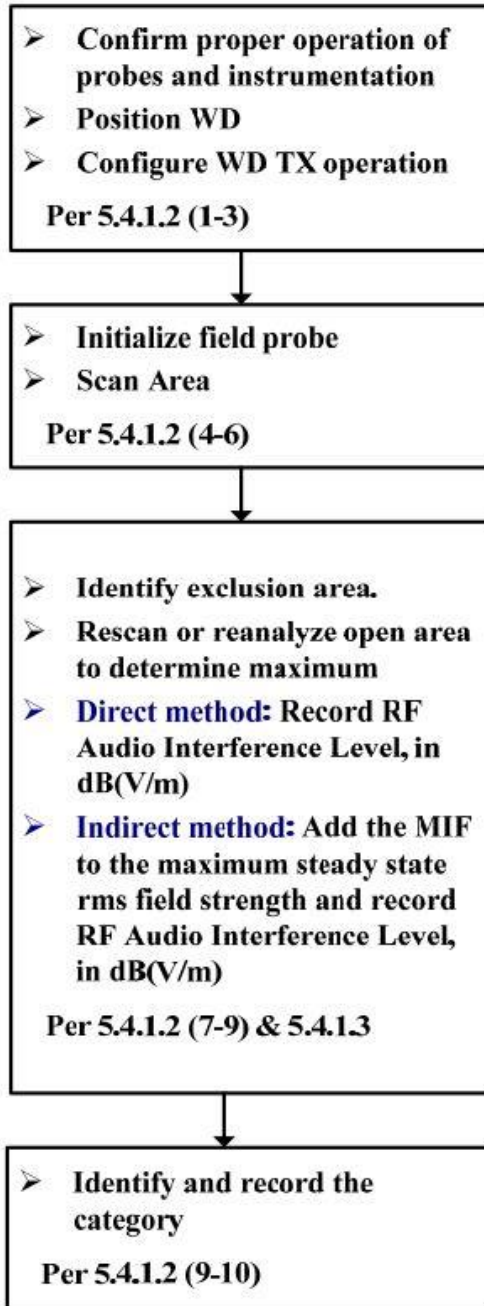 ➢ Confirm proper operation of
probes and instrumentation
➢ Position WD
➢ Configure WD TX operation
Per 5.4.1.2 (1-3)
➢ Initialize field probe
➢ Scan Area
Per 5.4.1.2 (4-6)
➢ Identify exclusion area.
➢ Rescan or reanalyze open area
to determine maximum
➢ Direct method: Record RF
Audio Interference Level, in
dB(V/m)
➢ Indirect method: Add the MIF
to the maximum steady state
rms field strength and record
RF Audio Interference Level,
in dB(V/m)
Per 5.4.1.2 (7-9) & 5.4.1.3
➢ Identify and record the
category
Per 5.4.1.2 (9-10)